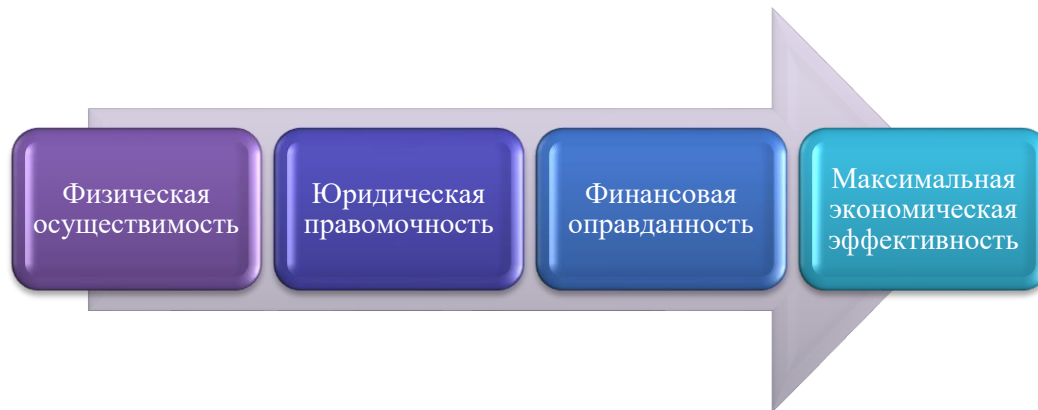 Физическая
осуществимость
Юридическая
правомочность
Финансовая
оправданность
Максимальная
экономическая
эффективность